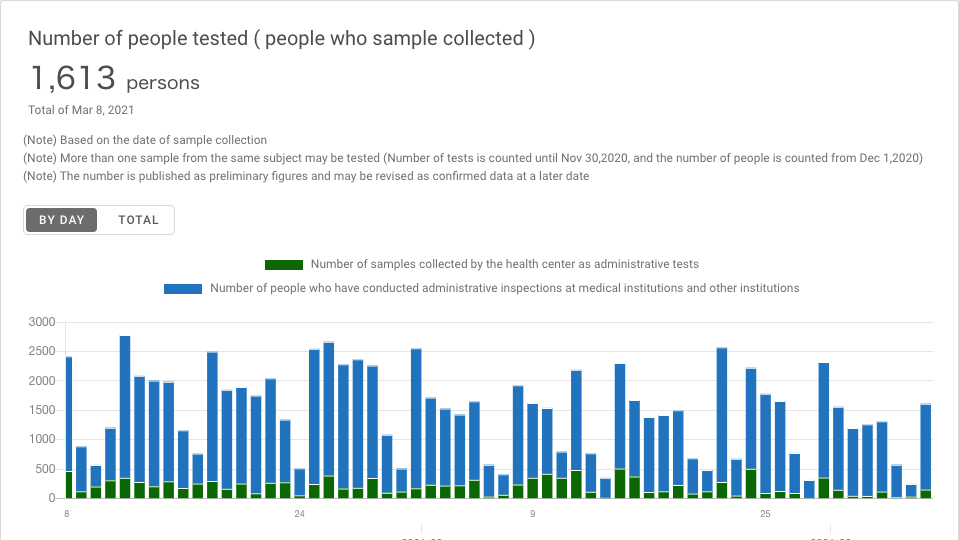 Number of people tested ( people who sample collected )
1,613 persons
Total of Mar 8, 2021
(Note) Based on the date of sample collection
(Note) More than one sample from the same subject may be tested (Number of tests is counted until Nov 30,2020, and the number of people is counted from Dec 1,2020)
(Note) The number is published as preliminary figures and may be revised as confirmed data at a later date
BY DAY TOTAL
Number of samples collected by the health center as administrative tests
Number of people who have conducted administrative inspections at medical institutions and other institutions
3000
2500
2000
1500
1000
500
0
8 24 9 25